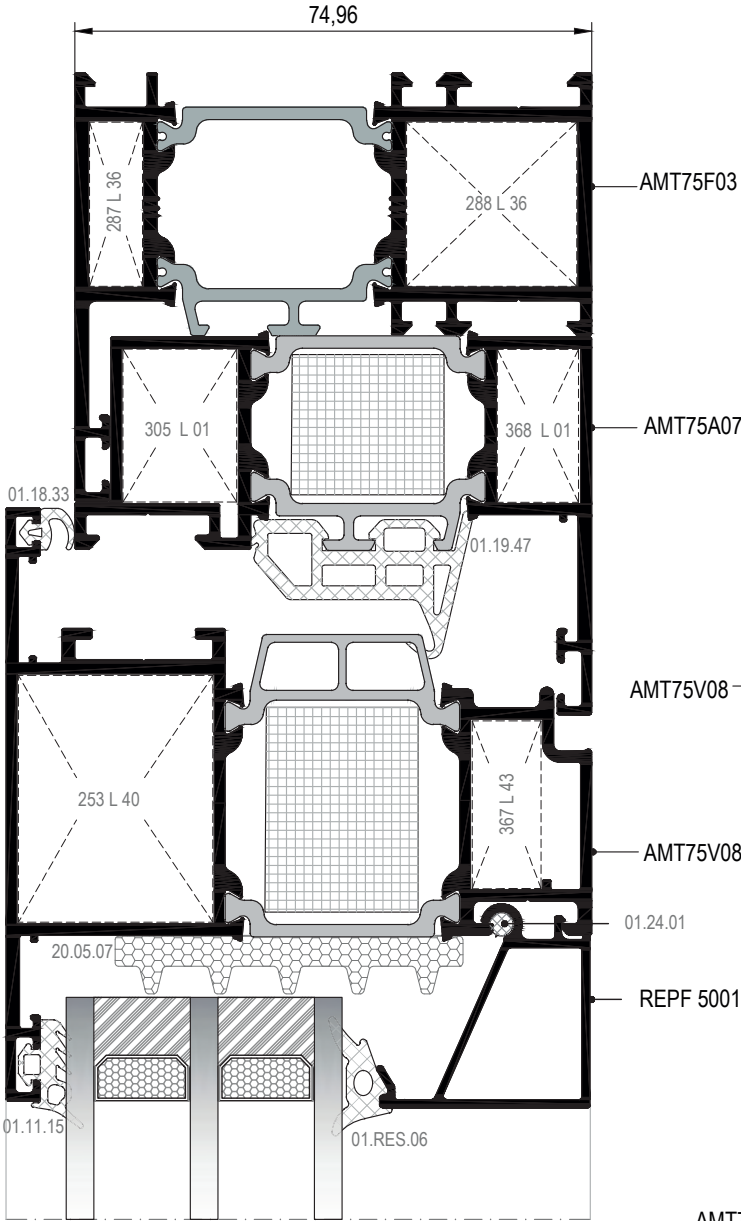 74,96
AMT75F03
287 L 36
288 L 36
305 L 01
368 L 01
AMT75A07
01.18.33
01.19.47
AMT75V08
253 L 40
367 L 43
AMT75V08
01.24.01
20.05.07
REPF 5001
01.11.15
01.RES.06